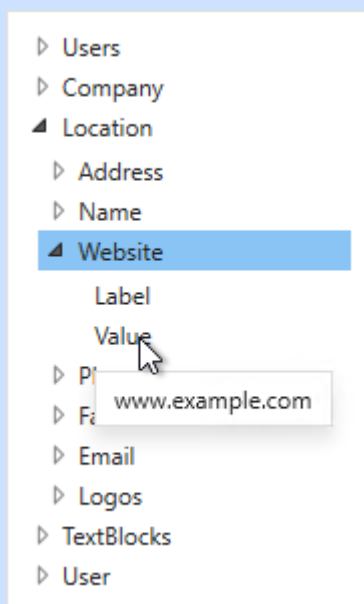 Users
Company
Location
Address
Name
Website
Label
Value
www.example.com
Email
Logos
TextBlocks
User